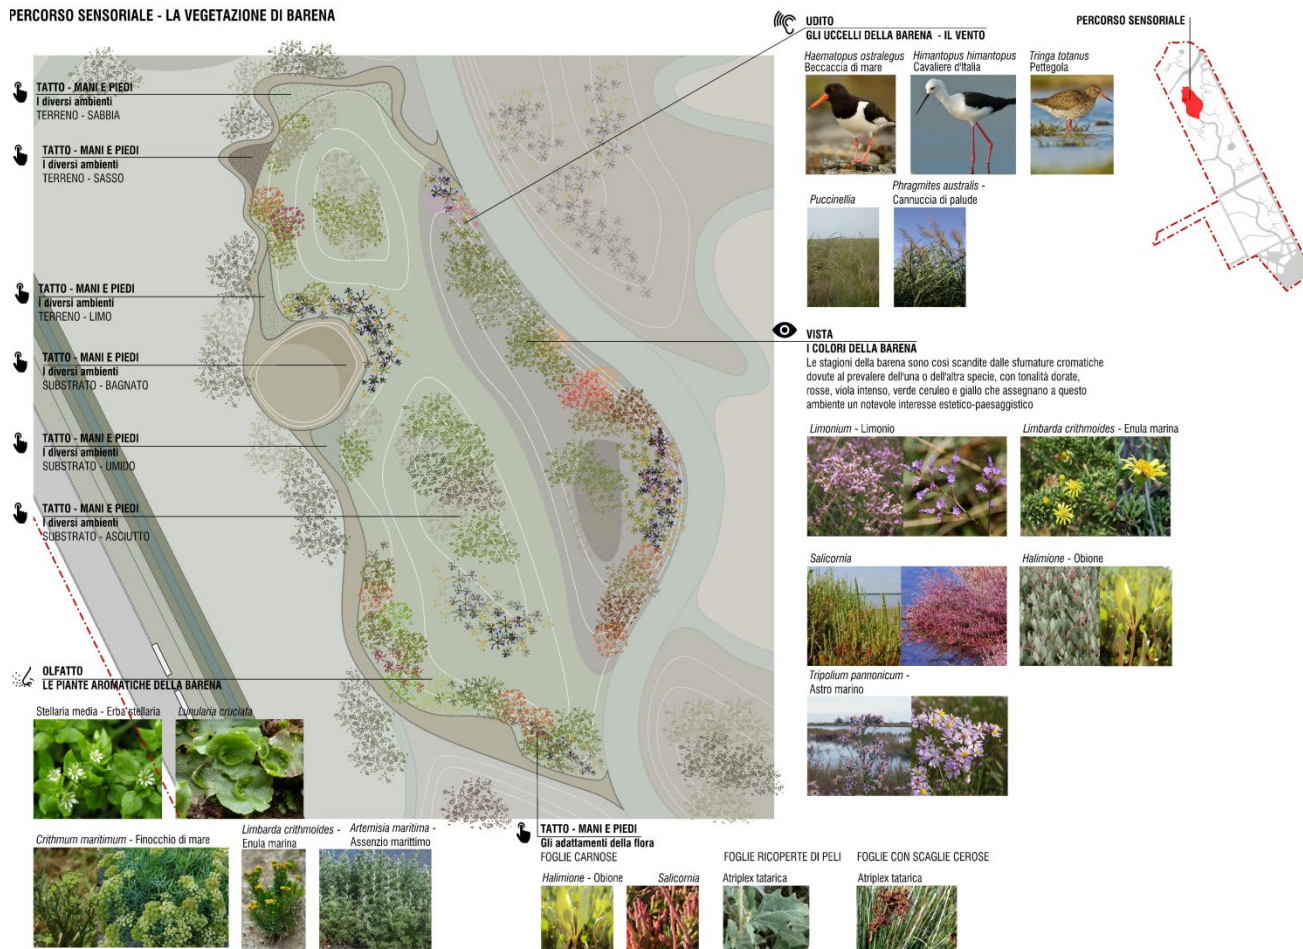 PERCORSO SENSORIALE - LA VEGETAZIONE DI BARENA
TATTO - MANI E PIEDI
I diversi ambienti
TERRENO - SABBIA
TATTO - MANI E PIEDI
I diversi ambienti
TERRENO - SASSO
TATTO - MANI E PIEDI
I diversi ambienti
TERRENO - LIMO
TATTO - MANI E PIEDI
I diversi ambienti
SUBSTRATO - BAGNATO
TATTO - MANI E PIEDI
I diversi ambienti
SUBSTRATO - UMIDO
TATTO - MANI E PIEDI
I diversi ambienti
SUBSTRATO - ASCIUTTO
OLFATTO
LE PIANTE AROMATICHE DELLA BARENA
Stellaria media - Erba stellaria
Lunularia cruciata
Crithmum maritimum - Finocchio di mare
Limbarda crithmoides -
Enula marina
Artemisia maritima -
Assenzio marittimo
TATTO - MANI E PIEDI
Gli adattamenti della flora
FOGLIE CARNOSE
Halimione - Obione
Salicornia
FOGLIE RICOPERTE DI PELI
Atriplex tatarica
FOGLIE CON SCAGLIE CEROSE
Atriplex tatarica
UDITO
GLI UCCELLI DELLA BARENA - IL VENTO
Haematopus ostralegus
Beccaccia di mare
Himantopus himantopus
Cavaliere d'Italia
Tringa totanus
Pettegola
Puccinellia
Phragmites australis -
Cannuccia di palude
VISTA
I COLORI DELLA BARENA
Le stagioni della barena sono così scandite dalle sfumature cromatiche
dovute al prevalere dell'una o dell'altra specie, con tonalità dorate,
rosse, viola intenso, verde ceruleo e giallo che assegnano a questo
ambiente un notevole interesse estetico-paesaggistico
Limonium - Limonio
Limbarda crithmoides - Enula marina
Salicornia
Halimione - Obione
Tripolium pannonicum -
Astro marino
PERCORSO SENSORIALE